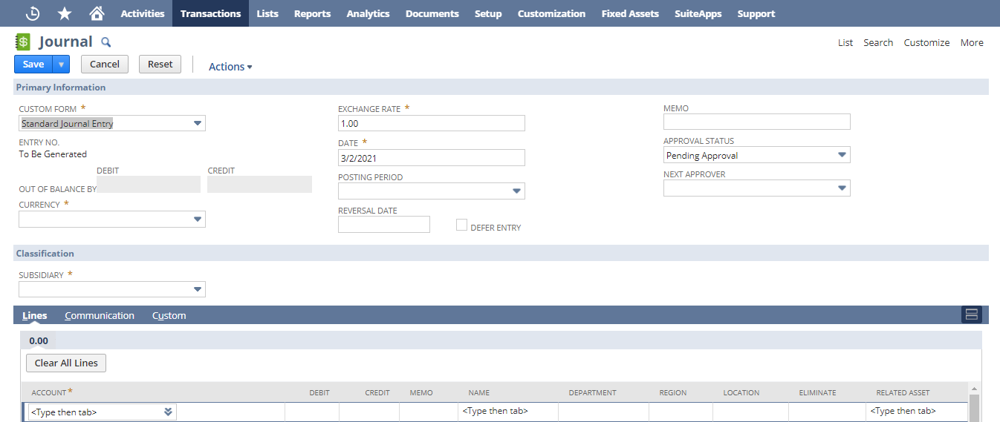 Activities Transactions Lists Reports Analytics Documents Setup Customization Fixed Assets SuiteApps Support
Journal
List Search Customize More
Save Cancel Reset Actions
Primary Information
CUSTOM FORM *
Standard Journal Entry
ENTRY NO.
To Be Generated
DEBIT CREDIT
OUT OF BALANCE BY
CURRENCY *
EXCHANGE RATE *
1.00
DATE *
3/2/2021
POSTING PERIOD
REVERSAL DATE
DEFER ENTRY
MEMO
APPROVAL STATUS
Pending Approval
NEXT APPROVER
Classification
SUBSIDIARY *
Lines Communication Custom
0.00
Clear All Lines
ACCOUNT * DEBIT CREDIT MEMO NAME DEPARTMENT REGION LOCATION ELIMINATE RELATED ASSET
<Type then tab> <Type then tab> <Type then tab>